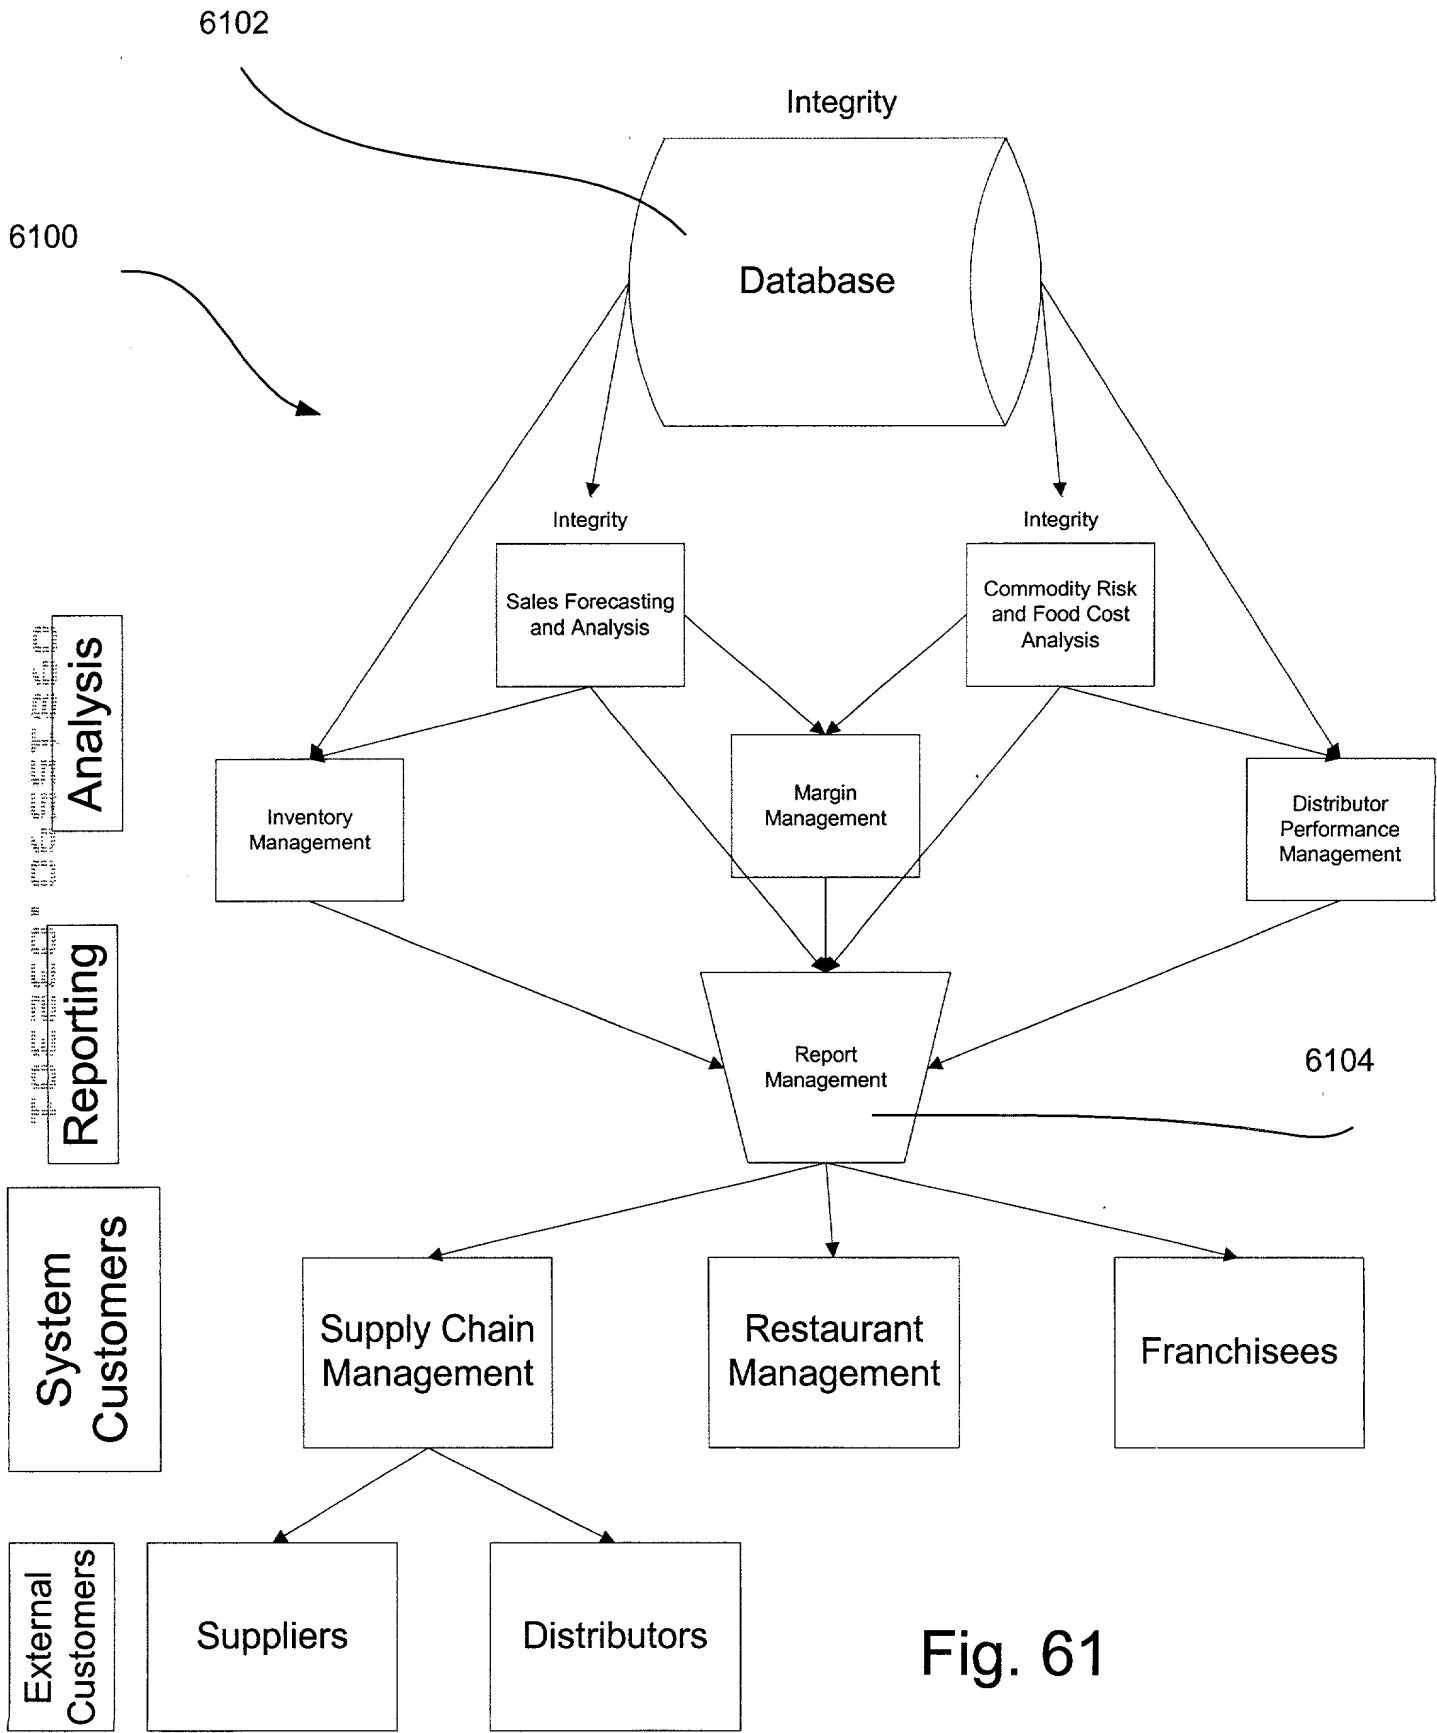 6102
Integrity
6100
Database
Integrity
Integrity
Sales Forecasting
and Analysis
Commodity Risk
and Food Cost
Analysis
Analysis
Inventory
Management
Margin
Management
Distributor
Performance
Management
Reporting
Report
Management
6104
System
Customers
Supply Chain
Management
Restaurant
Management
Franchisees
External
Customers
Suppliers
Distributors
Fig. 61